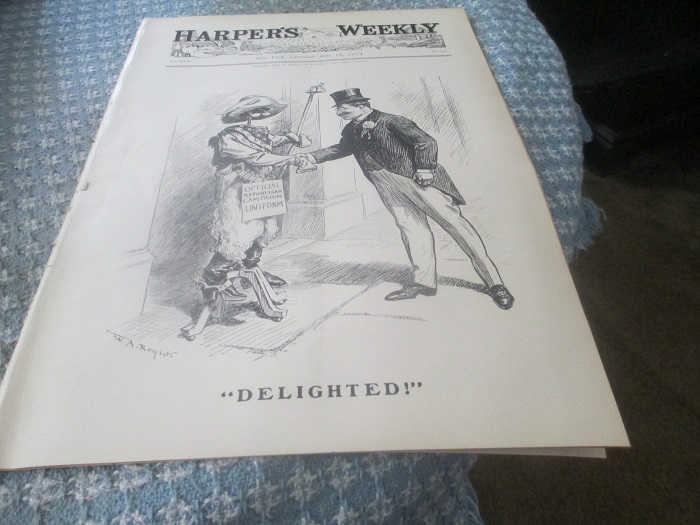 HARPER'S WEEKLY
OFFICIAL
REPUBLICAN
CAMPAIGN
UNIFORM
W. A. Rogers
"DELIGHTED!"